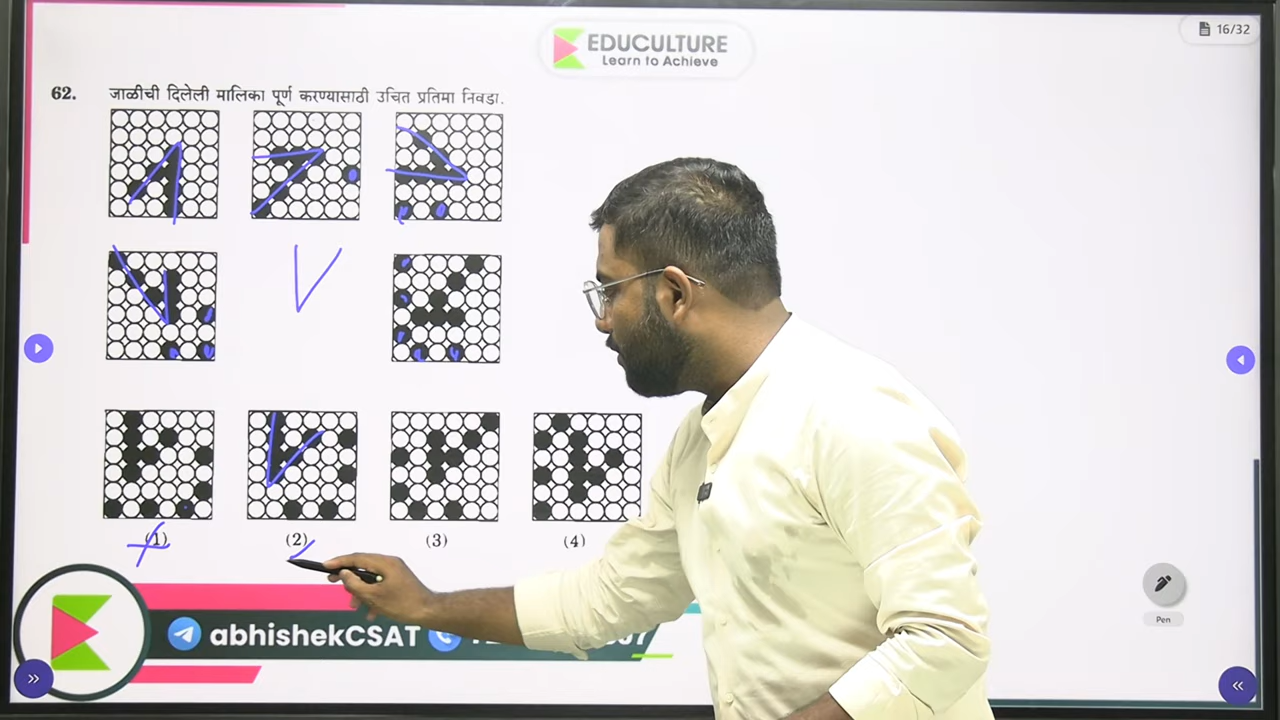 EDUCULTURE
Learn to Achieve
16/32
62. जाळीची दिलेली मालिका पूर्ण करण्यासाठी उचित प्रतिमा निवडा.
(1) (2) (3) (4)
abhishekCSAT
Pen